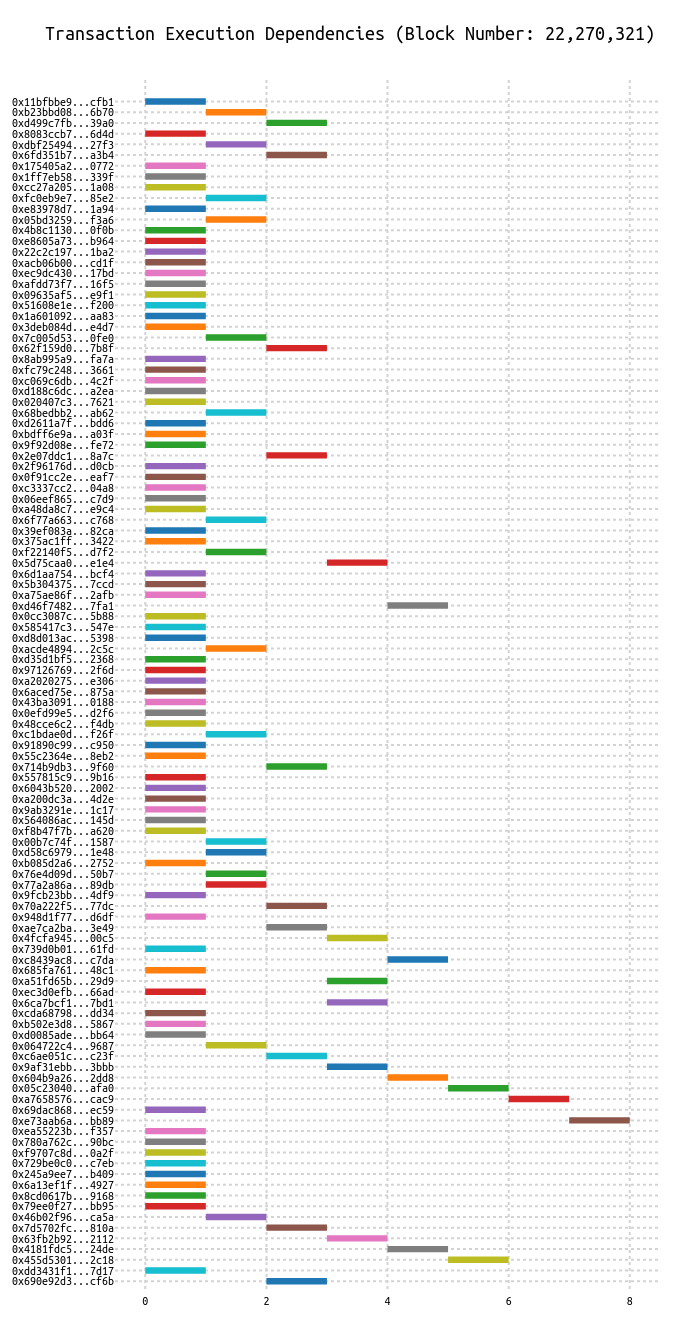 Transaction Execution Dependencies (Block Number: 22,270,321)
0x11bfbbe9...cfb1
0xb23bbd08...6b70
0xd499c7fb...39a0
0x8083ccb7...6d4d
0xdbf25494...27f3
0x6fd351b7...a3b4
0x175405a2...0772
0x1ff7eb58...339f
0xcc27a205...1a08
0xfc0eb9e7...85e2
0xe83978d7...1a94
0x05bd3259...f3a6
0x4b8c1130...0f0b
0xe8605a73...b964
0x22c2c197...1ba2
0xacb06b00...cd1f
0xec9dc430...17bd
0xafdd73f7...16f5
0x09635af5...e9f1
0x51608e1e...f200
0x1a601092...aa83
0x3deb084d...e4d7
0x7c005d53...0fe0
0x62f159d0...7b8f
0x8ab995a9...fa7a
0xfc79c248...3661
0xc069c6db...4c2f
0xd188c6dc...a2ea
0x020407c3...7621
0x68bedbb2...ab62
0xd2611a7f...bdd6
0xbdff6e9a...a03f
0x9f92d08e...fe72
0x2e07ddc1...8a7c
0x2f96176d...d0cb
0x0f91cc2e...eaf7
0xc3337cc2...04a8
0x06eef865...c7d9
0xa48da8c7...e9c4
0x6f77a663...c768
0x39ef083a...82ca
0x375ac1ff...3422
0xf22140f5...d7f2
0x5d75caa0...e1e4
0x6d1aa754...bcf4
0x5b304375...7ccd
0xa75ae86f...2afb
0xd46f7482...7fa1
0x0cc3087c...5b88
0x585417c3...547e
0xd8d013ac...5398
0xacde4894...2c5c
0xd35d1bf5...2368
0x97126769...2f6d
0xa2020275...e306
0x6aced75e...875a
0x43ba3091...0188
0x0efd99e5...d2f6
0x48cce6c2...f4db
0xc1bdae0d...f26f
0x91890c99...c950
0x55c2364e...8eb2
0x714b9db3...9f60
0x557815c9...9b16
0x6043b520...2002
0xa200dc3a...4d2e
0x9ab3291e...1c17
0x564086ac...145d
0xf8b47f7b...a620
0x00b7c74f...1587
0xd58c6979...1e48
0xb085d2a6...2752
0x76e4d09d...50b7
0x77a2a86a...89db
0x9fcb23bb...4df9
0x70a222f5...77dc
0x948d1f77...d6df
0xae7ca2ba...3e49
0x4fcfa945...00c5
0x739d0b01...61fd
0xc8439ac8...c7da
0x685fa761...48c1
0xa51fd65b...29d9
0xec3d0efb...66ad
0x6ca7bcf1...7bd1
0xcda68798...dd34
0xb502e3d8...5867
0xd0085ade...bb64
0x064722c4...9687
0xc6ae051c...c23f
0x9af31ebb...3bbb
0x604b9a26...2dd8
0x05c23040...afa0
0xa7658576...cac9
0x69dac868...ec59
0xe73aab6a...bb89
0xea55223b...f357
0x780a762c...90bc
0xf9707c8d...0a2f
0x729be0c0...c7eb
0x245a9ee7...b409
0x6a13ef1f...4927
0x8cd0617b...9168
0x79ee0f27...bb95
0x46b02f96...ca5a
0x7d5702fc...810a
0x63fb2b92...2112
0x4181fdc5...24de
0x455d5301...2c18
0xdd3431f1...7d17
0x690e92d3...cf6b
0 2 4 6 8